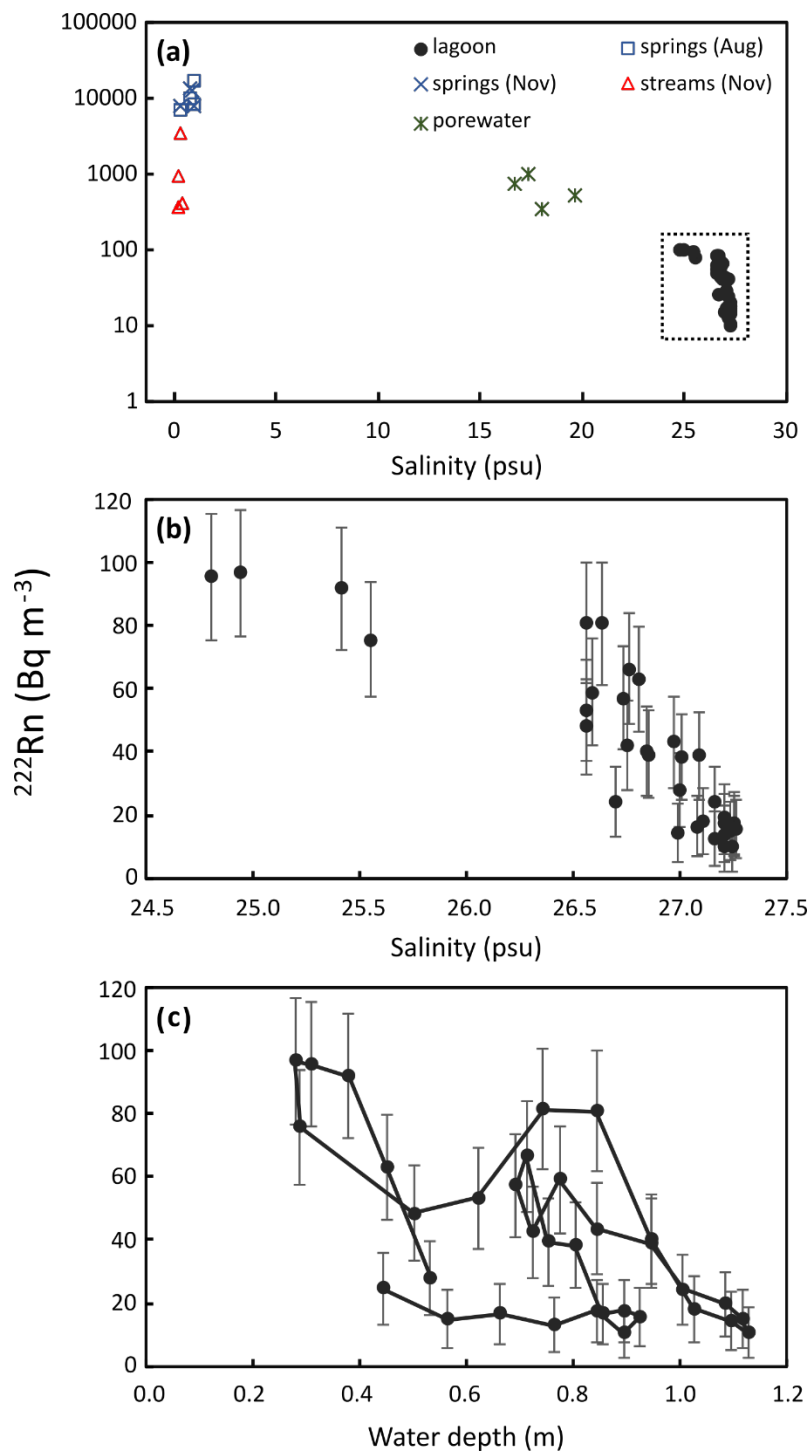 100000
(a)
lagoon
springs (Aug)
10000
springs (Nov)
streams (Nov)
porewater
1000
100
10
1
0 5 10 15 20 25 30
Salinity (psu)
120
(b)
100
80
60
40
20
0
24.5 25.0 25.5 26.0 26.5 27.0 27.5
Salinity (psu)
²²²Rn (Bq m⁻³)
120
(c)
100
80
60
40
20
0
0.0 0.2 0.4 0.6 0.8 1.0 1.2
Water depth (m)